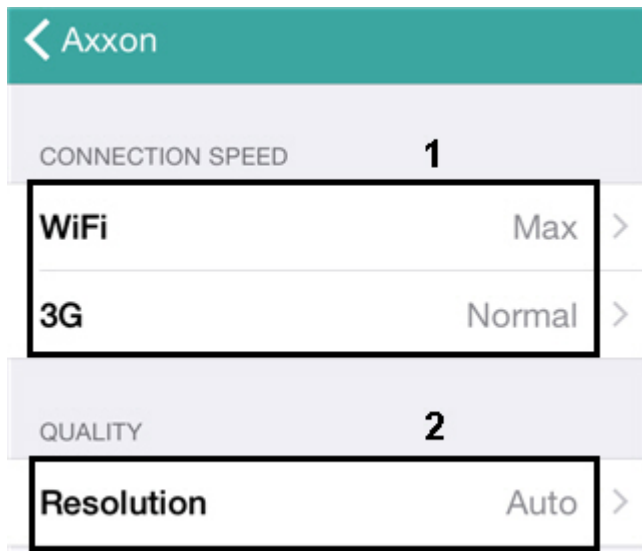 Axxon
CONNECTION SPEED 1
WiFi Max
3G Normal
QUALITY 2
Resolution Auto